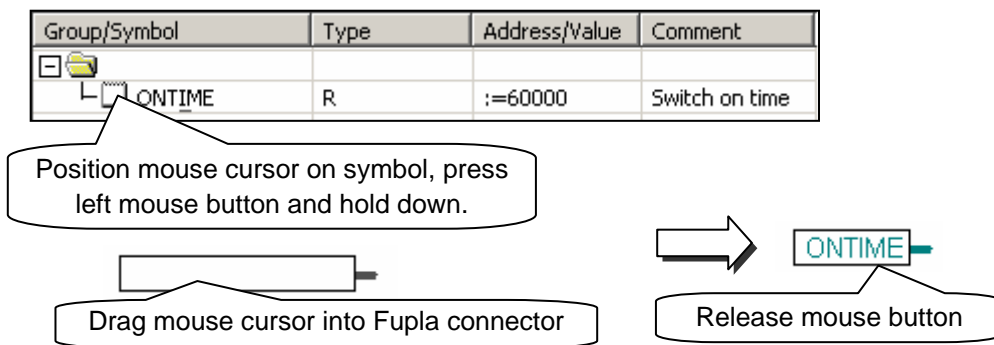 Group/Symbol Type Address/Value Comment
ONTIME R :=60000 Switch on time
Position mouse cursor on symbol, press
left mouse button and hold down.
ONTIME
Drag mouse cursor into Fupla connector
Release mouse button